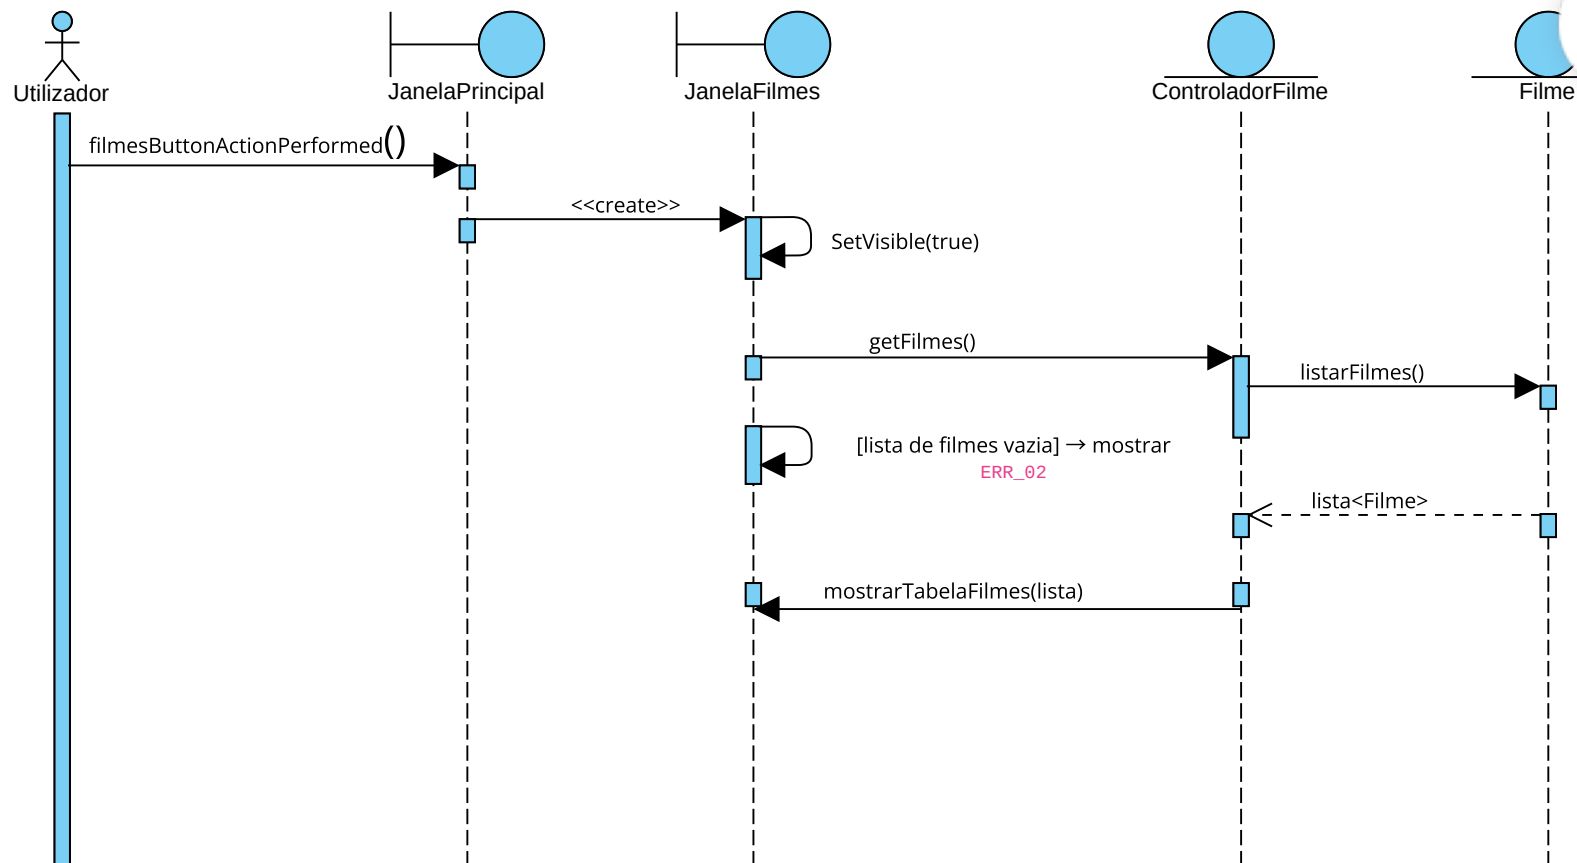 Utilizador
JanelaPrincipal
JanelaFilmes
ControladorFilme
Filme
filmesButtonActionPerformed()
<<create>>
SetVisible(true)
getFilmes()
listarFilmes()
[lista de filmes vazia] → mostrar
ERR_02
lista<Filme>
mostrarTabelaFilmes(lista)